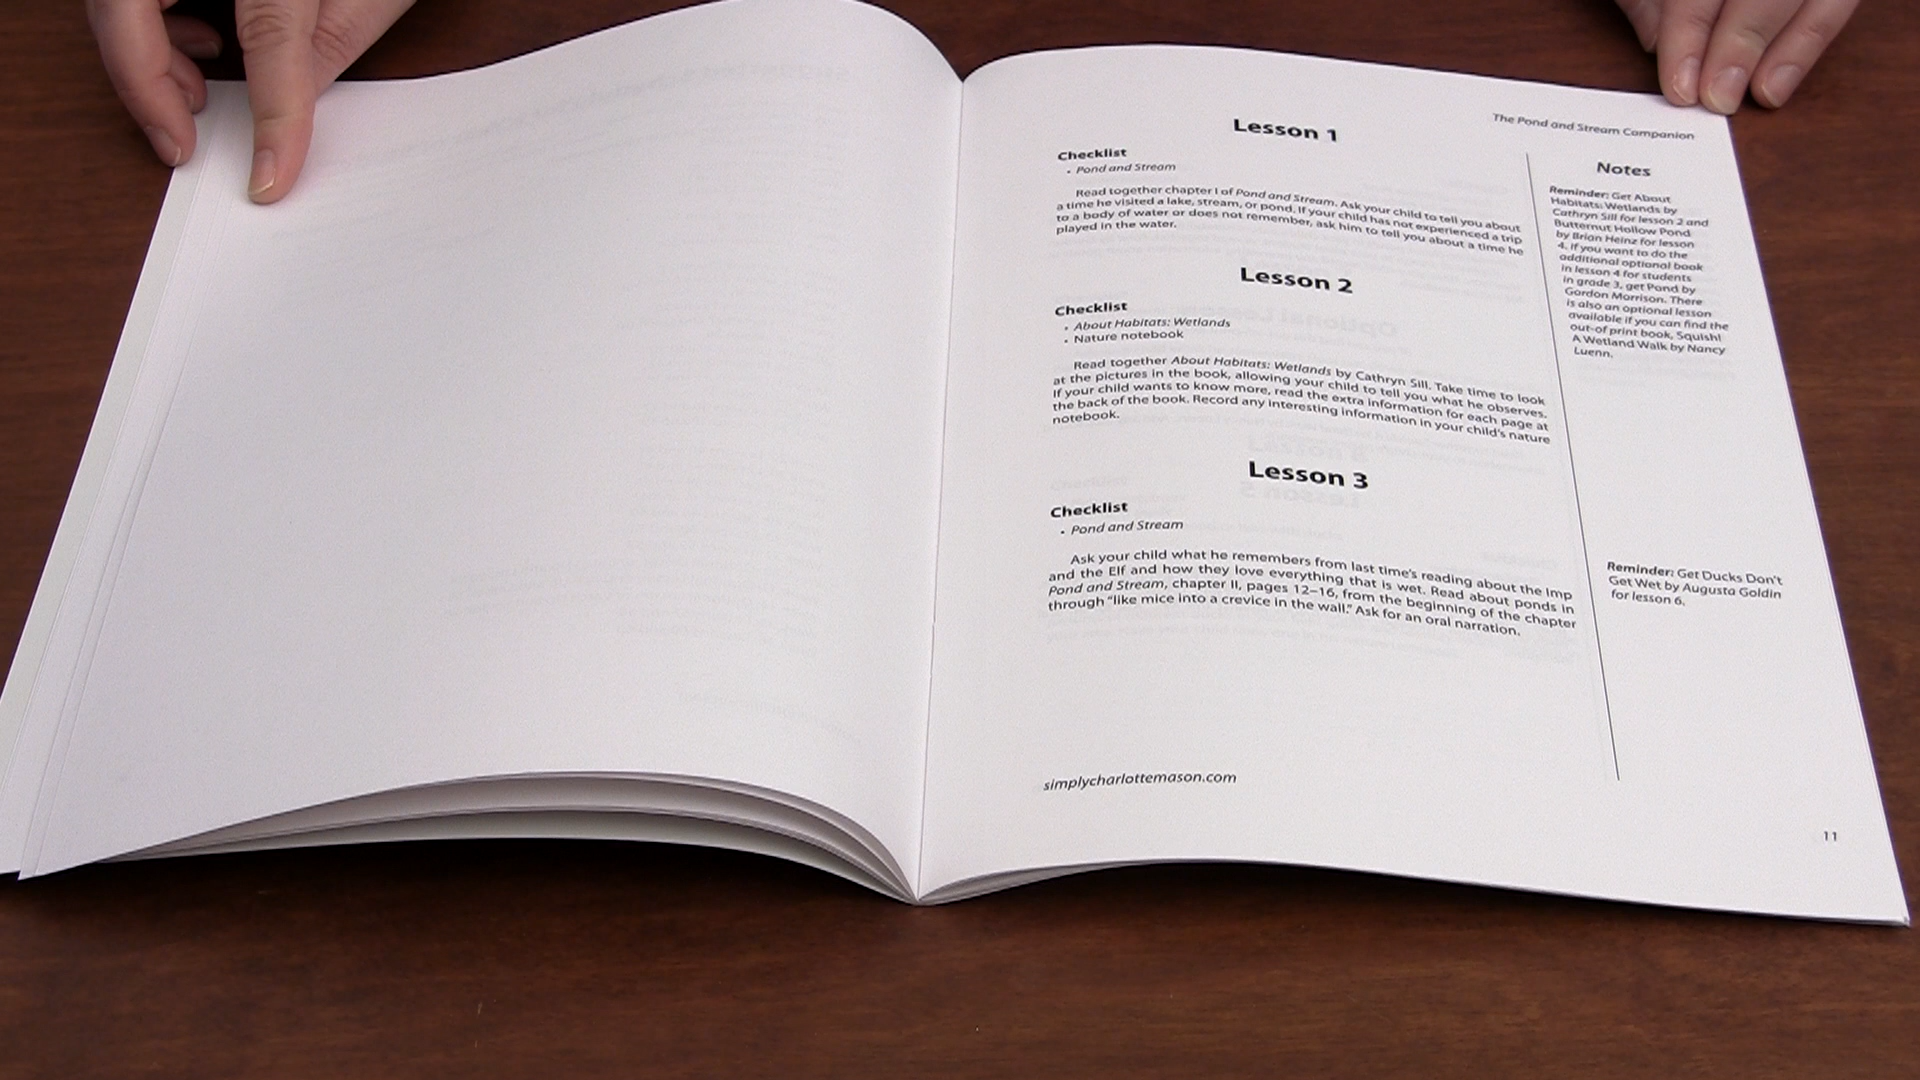 The Pond and Stream Companion
Lesson 1
Checklist
• Pond and Stream
Read together chapter I of Pond and Stream. Ask your child to tell you about
a time he visited a lake, stream, or pond. If your child has not experienced a trip
to a body of water or does not remember, ask him to tell you about a time he
played in the water.
Lesson 2
Checklist
• About Habitats: Wetlands
• Nature notebook
Read together About Habitats: Wetlands by Cathryn Sill. Take time to look
at the pictures in the book, allowing your child to tell you what he observes.
If your child wants to know more, read the extra information for each page at
the back of the book. Record any interesting information in your child's nature
notebook.
Lesson 3
Checklist
• Pond and Stream
Ask your child what he remembers from last time's reading about the Imp
and the Elf and how they love everything that is wet. Read about ponds in
Pond and Stream, chapter II, pages 12–16, from the beginning of the chapter
through "like mice into a crevice in the wall." Ask for an oral narration.
Notes
Reminder: Get About
Habitats: Wetlands by
Cathryn Sill for lesson 2 and
Butternut Hollow Pond
by Brian Heinz for lesson
4. If you want to do the
additional optional book
in lesson 4 for students
in grade 3, get Pond by
Gordon Morrison. There
is also an optional lesson
available if you can find the
out-of print book, Squish!
A Wetland Walk by Nancy
Luenn.
Reminder: Get Ducks Don't
Get Wet by Augusta Goldin
for lesson 6.
simplycharlottemason.com
11